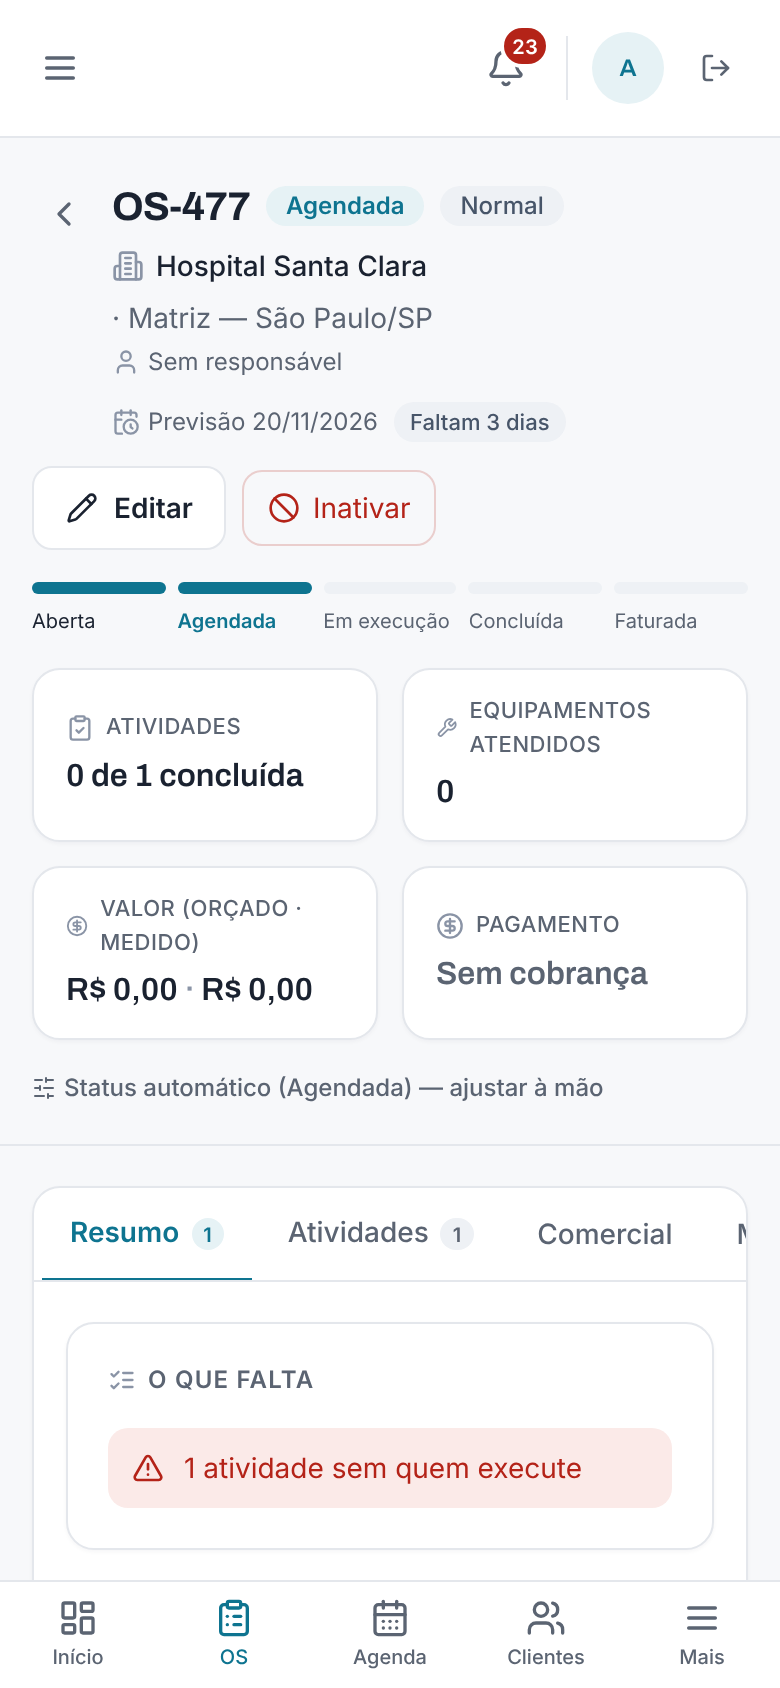 23
A
OS-477 Agendada Normal
Hospital Santa Clara
· Matriz — São Paulo/SP
Sem responsável
Previsão 20/11/2026 Faltam 3 dias
Editar Inativar
Aberta Agendada Em execução Concluída Faturada
ATIVIDADES
0 de 1 concluída
EQUIPAMENTOS
ATENDIDOS
0
VALOR (ORÇADO ·
MEDIDO)
R$ 0,00 · R$ 0,00
PAGAMENTO
Sem cobrança
Status automático (Agendada) — ajustar à mão
Resumo 1 Atividades 1 Comercial
O QUE FALTA
1 atividade sem quem execute
Início OS Agenda Clientes Mais